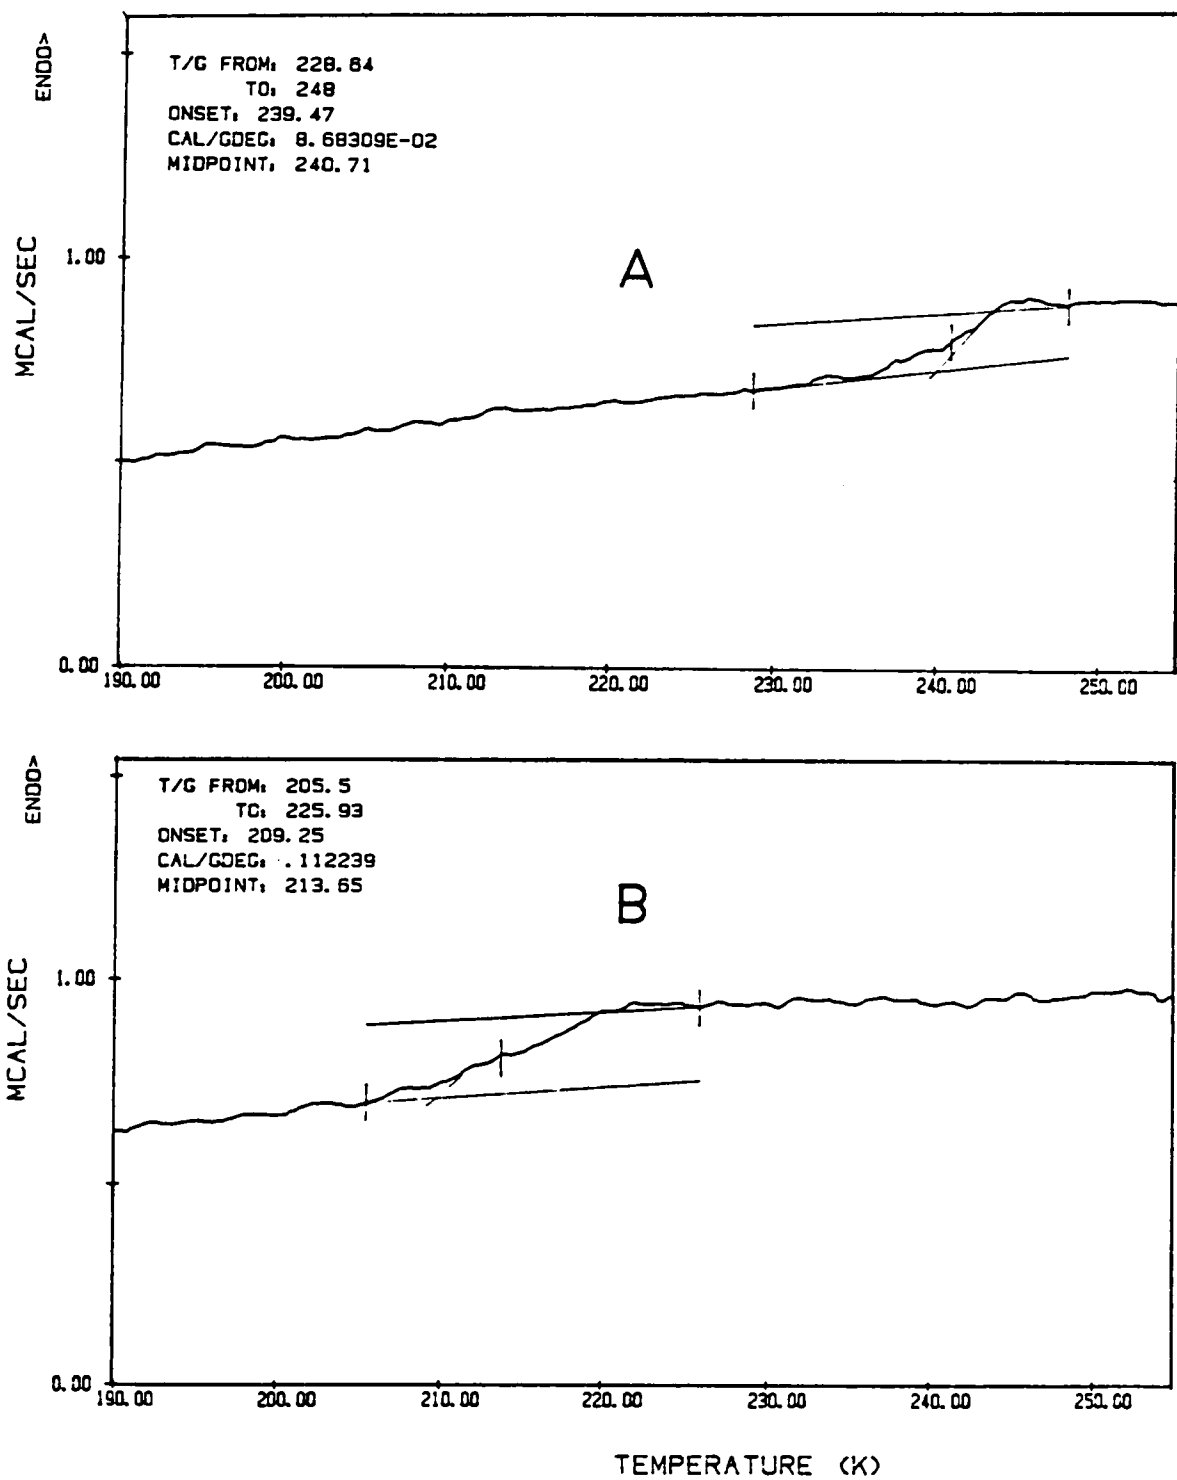 ENDO>
T/G FROM: 228.64
TO: 248
ONSET: 239.47
CAL/GDEG: 8.68309E-02
MIDPOINT: 240.71
MCAL/SEC
1.00
A
0.00
190.00 200.00 210.00 220.00 230.00 240.00 250.00
ENDO>
T/G FROM: 205.5
TO: 225.93
ONSET: 209.25
CAL/GDEG: .112239
MIDPOINT: 213.65
B
MCAL/SEC
1.00
0.00
190.00 200.00 210.00 220.00 230.00 240.00 250.00
TEMPERATURE (K)